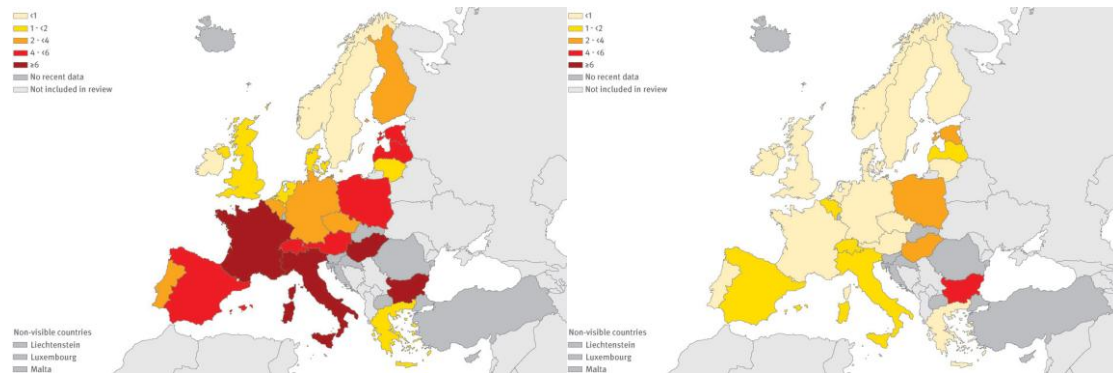 <1
1 - <2
2 - <4
4 - <6
≥6
No recent data
Not included in review
Non-visible countries
Liechtenstein
Luxembourg
Malta
<1
1 - <2
2 - <4
4 - <6
≥6
No recent data
Not included in review
Non-visible countries
Liechtenstein
Luxembourg
Malta